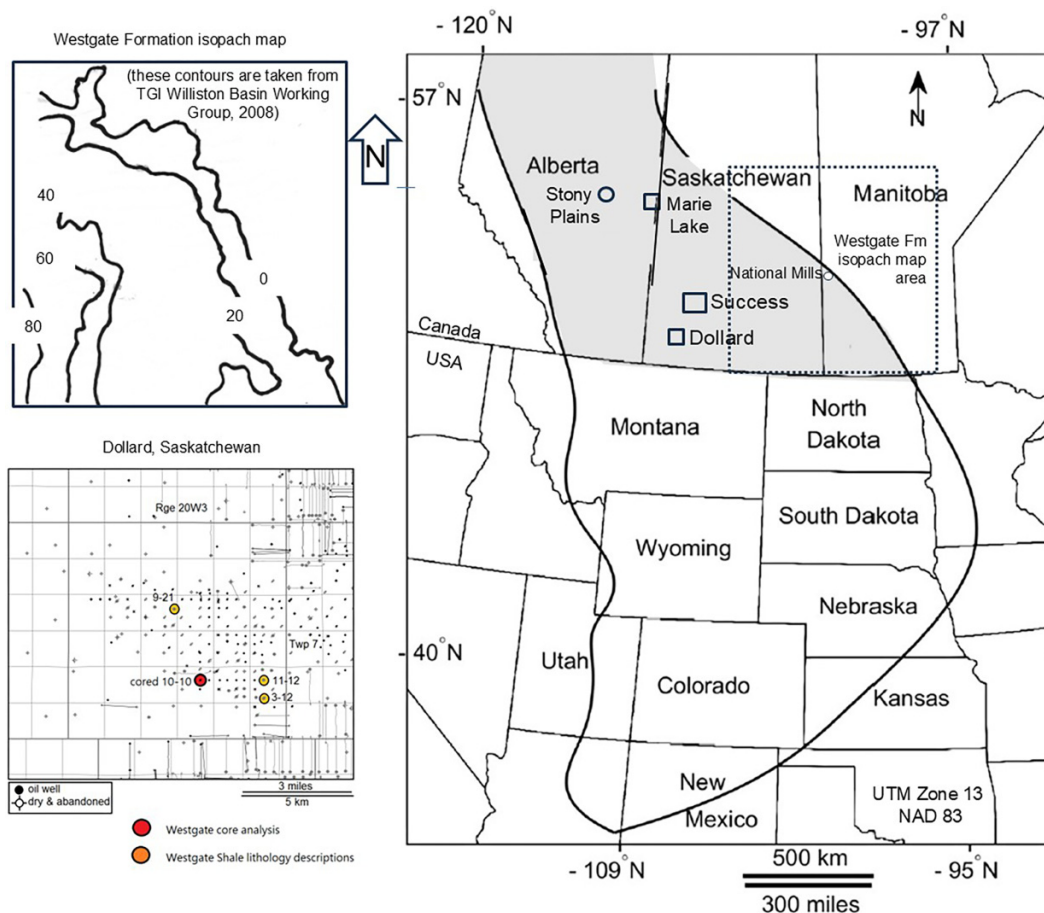 Westgate Formation isopach map
(these contours are taken from
TGI Williston Basin Working
Group, 2008)
40
60
80
20
0
N
Dollard, Saskatchewan
Rge 20W3
9-21
Twp 7
cored 10-10
11-12
3-12
oil well
dry & abandoned
3 miles
5 km
Westgate core analysis
Westgate Shale lithology descriptions
- 120°N
- 97°N
57°N
N
Alberta
Stony
Plains
Saskatchewan
Marie
Lake
Manitoba
Westgate Fm
isopach map
area
National Mills
Success
Dollard
Canada
USA
Montana
North
Dakota
South Dakota
Wyoming
Nebraska
40°N
Utah
Colorado
Kansas
New
Mexico
UTM Zone 13
NAD 83
- 109°N
500 km
300 miles
- 95°N